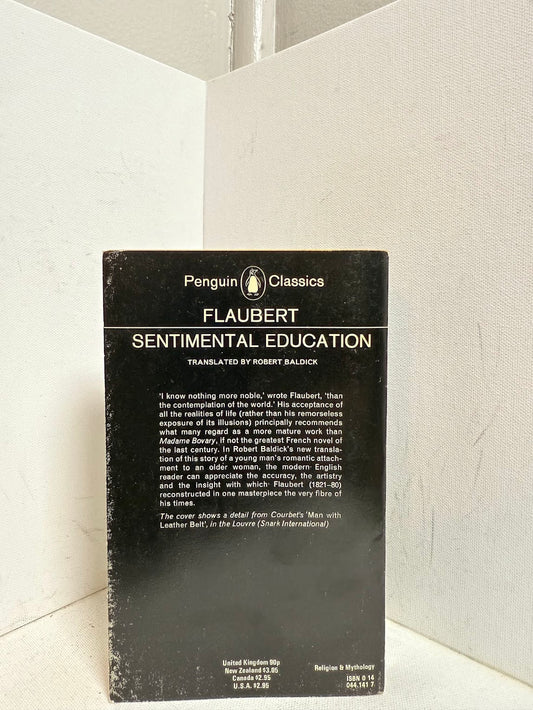 Penguin Classics
FLAUBERT
SENTIMENTAL EDUCATION
TRANSLATED BY ROBERT BALDICK
'I know nothing more noble,' wrote Flaubert, 'than
the contemplation of the world.' His acceptance of
all the realities of life (rather than his remorseless
exposure of its illusions) principally recommends
what many regard as a more mature work than
Madame Bovary, if not the greatest French novel of
the last century. In Robert Baldick's new transla-
tion of this story of a young man's romantic attach-
ment to an older woman, the modern English
reader can appreciate the accuracy, the artistry
and the insight with which Flaubert (1821–80)
reconstructed in one masterpiece the very fibre of
his times.
The cover shows a detail from Courbet's 'Man with
Leather Belt', in the Louvre (Snark International)
United Kingdom 90p
New Zealand $3.05
Canada $2.95
U.S.A. $2.95
Religion & Mythology
ISBN 0 14
044.141 7